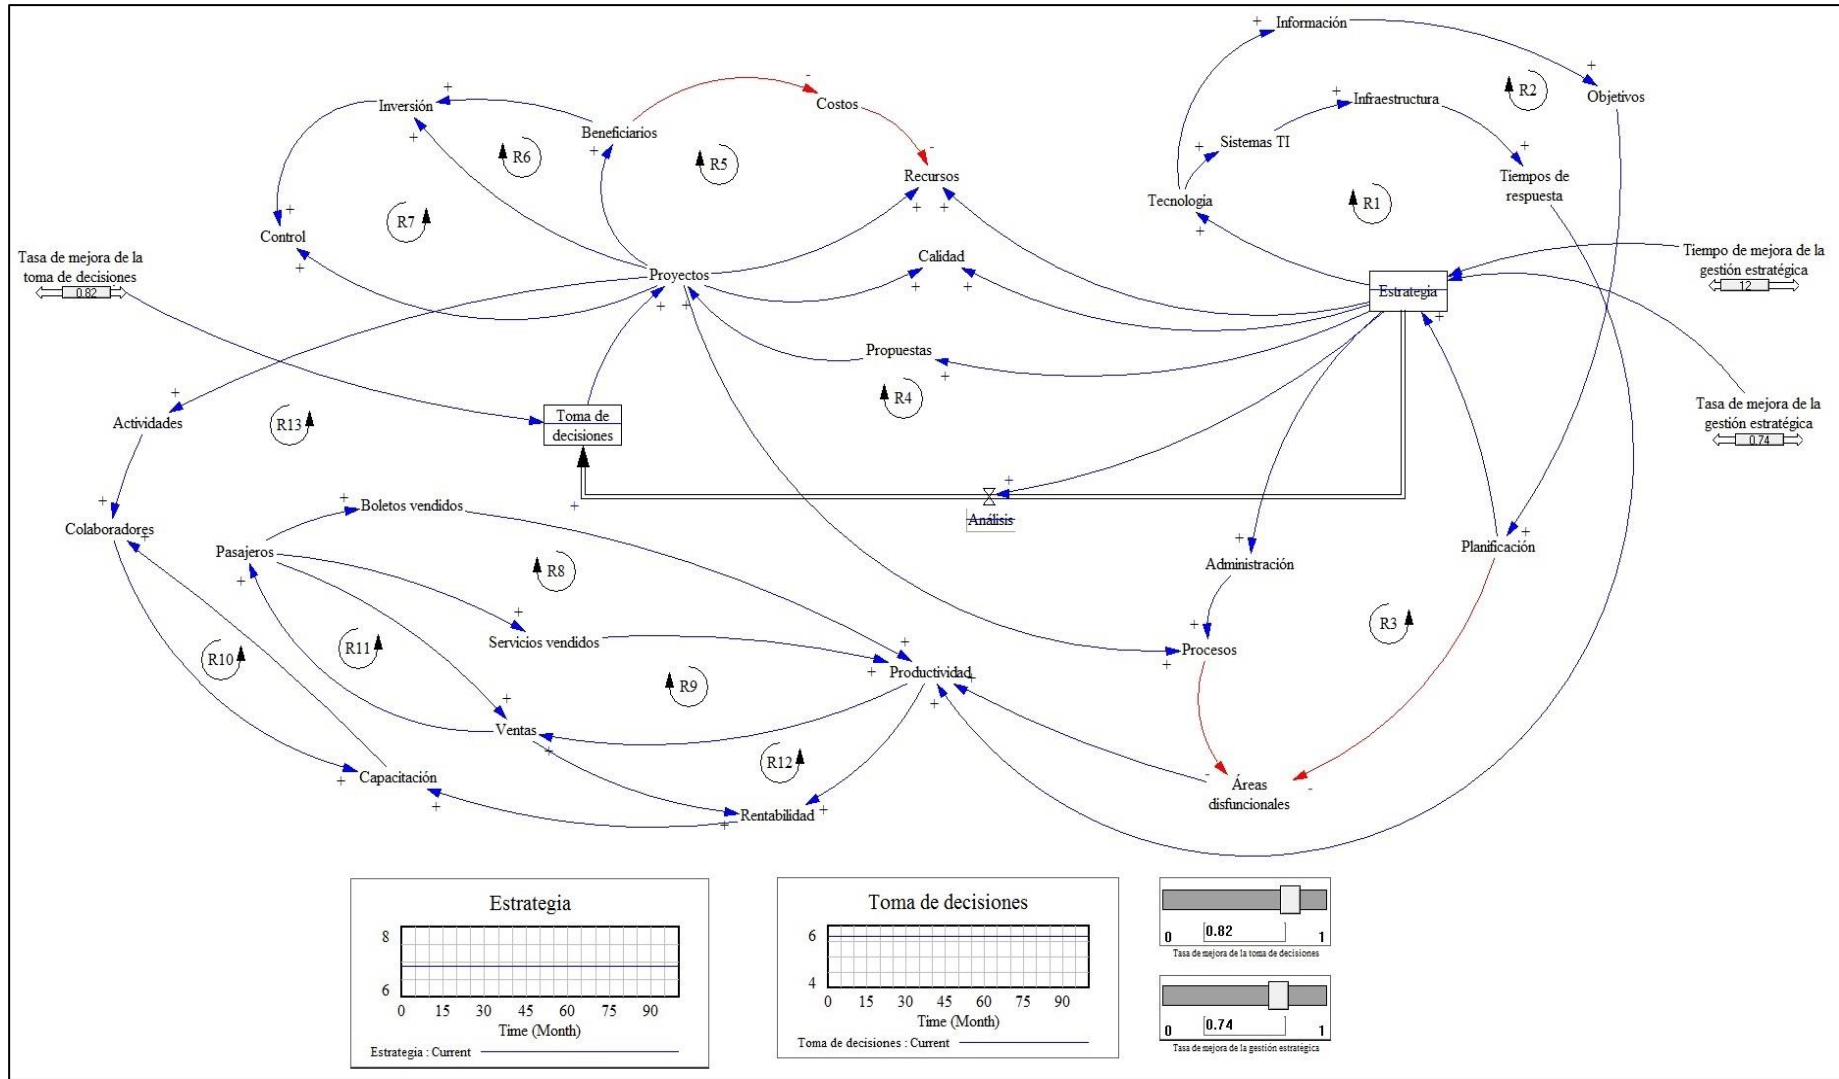 + Información
+
R2
Objetivos
-
Costos
+
Inversión
+
Beneficiarios
+
+
Infraestructura
R6
R5
-
Recursos
+ +
+
Sistemas TI
+
Tiempos de
respuesta
Tecnologia
+
R1
R7
+
Control
+
Tasa de mejora de la
toma de decisiones
0.82
Calidad
+ +
Proyectos
+ +
Estrategia
+
Tiempo de mejora de la
gestión estratégica
12
Propuestas
+
R4
Tasa de mejora de la
gestión estratégica
0.74
+
Actividades
R13
Toma de
decisiones
+
+
Análisis
+
Colaboradores
+
+ Boletos vendidos
Pasajeros
+
R8
+
Administración
+
Planificación
+
Servicios vendidos
R10
R11
R3
+
Procesos
+
+
+
Productividad
+
+
R9
+
Ventas
+
R12
+ Capacitación
+
+ Rentabilidad +
-
Áreas
disfuncionales
-
Estrategia
8
6
0 15 30 45 60 75 90
Time (Month)
Estrategia : Current
Toma de decisiones
6
4
0 15 30 45 60 75 90
Time (Month)
Toma de decisiones : Current
0 0.82 1
Tasa de mejora de la toma de decisiones
0 0.74 1
Tasa de mejora de la gestión estratégica